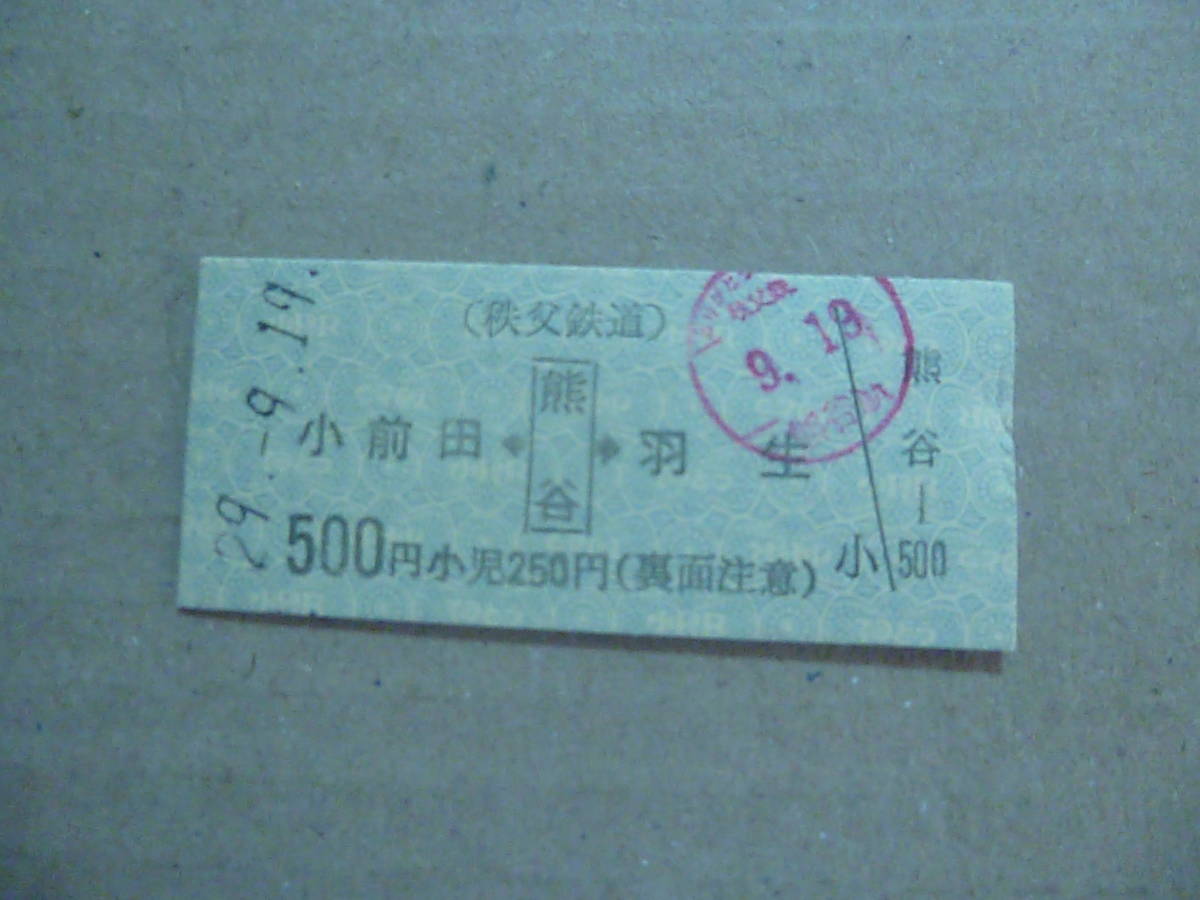 29.-9.19.
(秩父鉄道)
小前田 ◆ 熊谷 ◆ 羽生
500円 小児250円(裏面注意)
小
熊谷―500
9.19